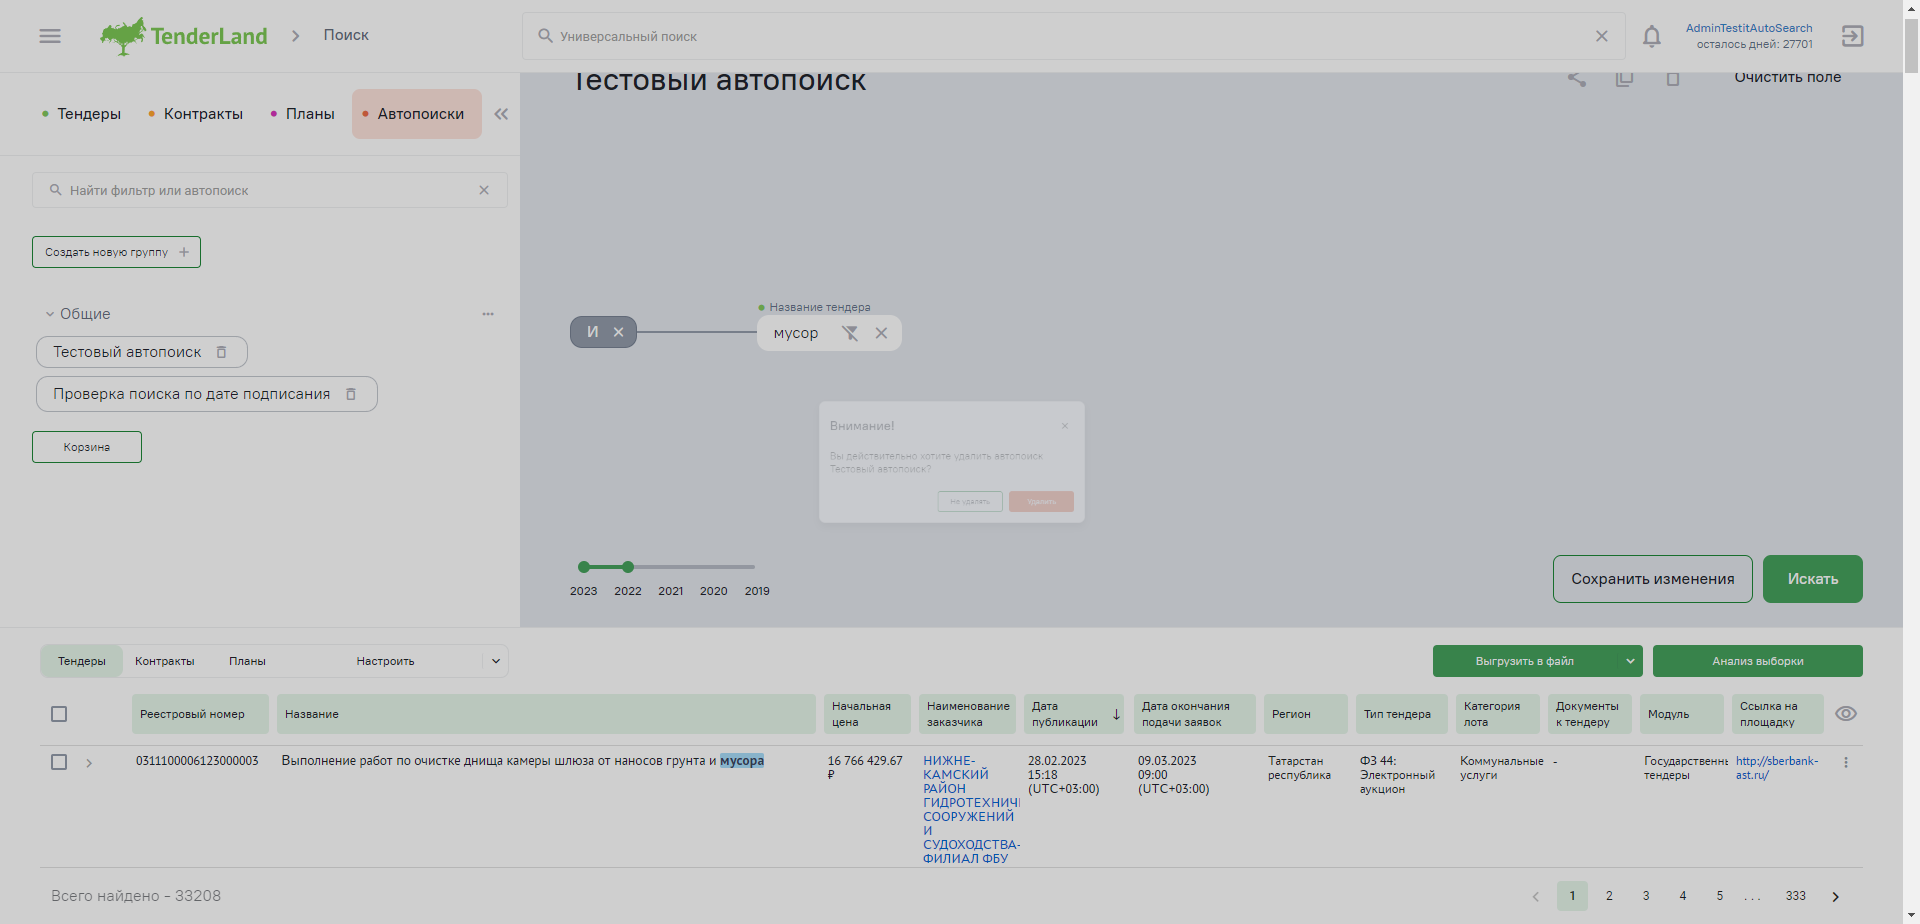 TenderLand
Поиск
Универсальный поиск
AdminTestitAutoSearch
осталось дней: 27701
Тендеры
Контракты
Планы
Автопоиски
Найти фильтр или автопоиск
Создать новую группу
Общие
Тестовый автопоиск
Проверка поиска по дате подписания
Корзина
Тестовый автопоиск
Очистить поле
И
Название тендера
мусор
Внимание!
Вы действительно хотите удалить автопоиск
Тестовый автопоиск?
Не удалять
Удалить
2023 2022 2021 2020 2019
Сохранить изменения
Искать
Тендеры
Контракты
Планы
Настроить
Выгрузить в файл
Анализ выборки
Реестровый номер
Название
Начальная
цена
Наименование
заказчика
Дата
публикации
Дата окончания
подачи заявок
Регион
Тип тендера
Категория
лота
Документы
к тендеру
Модуль
Ссылка на
площадку
0311100006123000003
Выполнение работ по очистке днища камеры шлюза от наносов грунта и мусора
16 766 429.67
₽
НИЖНЕ-
КАМСКИЙ
РАЙОН
ГИДРОТЕХНИЧ
СООРУЖЕНИЙ
И
СУДОХОДСТВА-
ФИЛИАЛ ФБУ
28.02.2023
15:18
(UTC+03:00)
09.03.2023
09:00
(UTC+03:00)
Татарстан
республика
ФЗ 44:
Электронный
аукцион
Коммунальные
услуги
-
Государственн
тендеры
http://sberbank-
ast.ru/
Всего найдено - 33208
1 2 3 4 5 ... 333